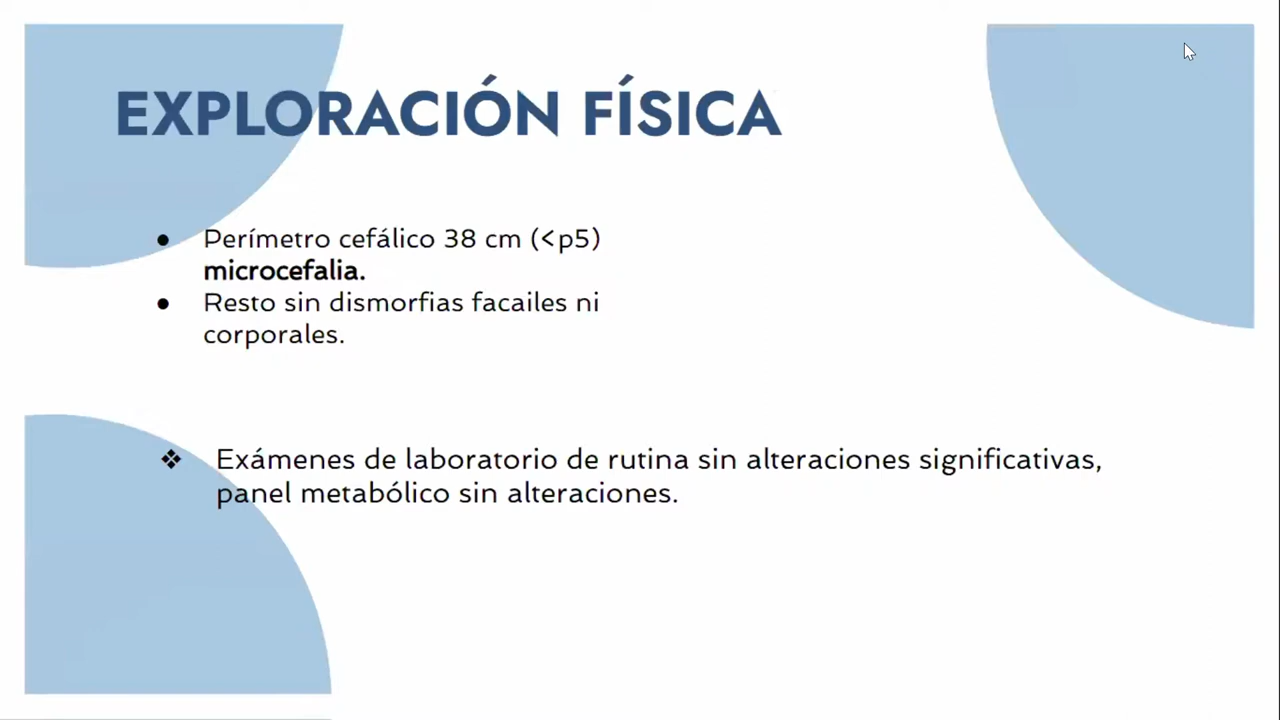 EXPLORACIÓN FÍSICA
● Perímetro cefálico 38 cm (<p5)
microcefalia.
● Resto sin dismorfias facailes ni
corporales.
❖ Exámenes de laboratorio de rutina sin alteraciones significativas,
panel metabólico sin alteraciones.